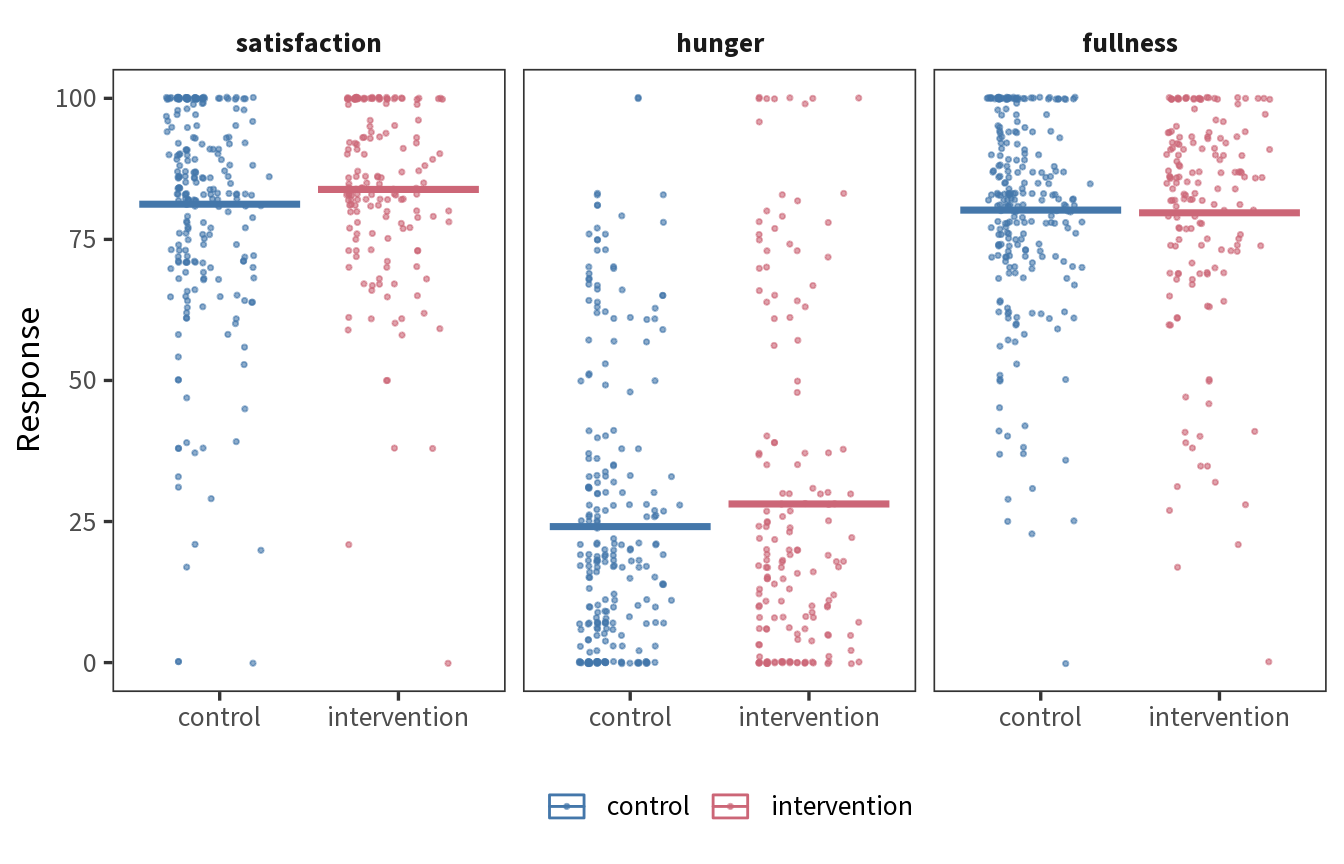 satisfaction hunger fullness
100
75
50
25
0
Response
control intervention control intervention control intervention
control intervention